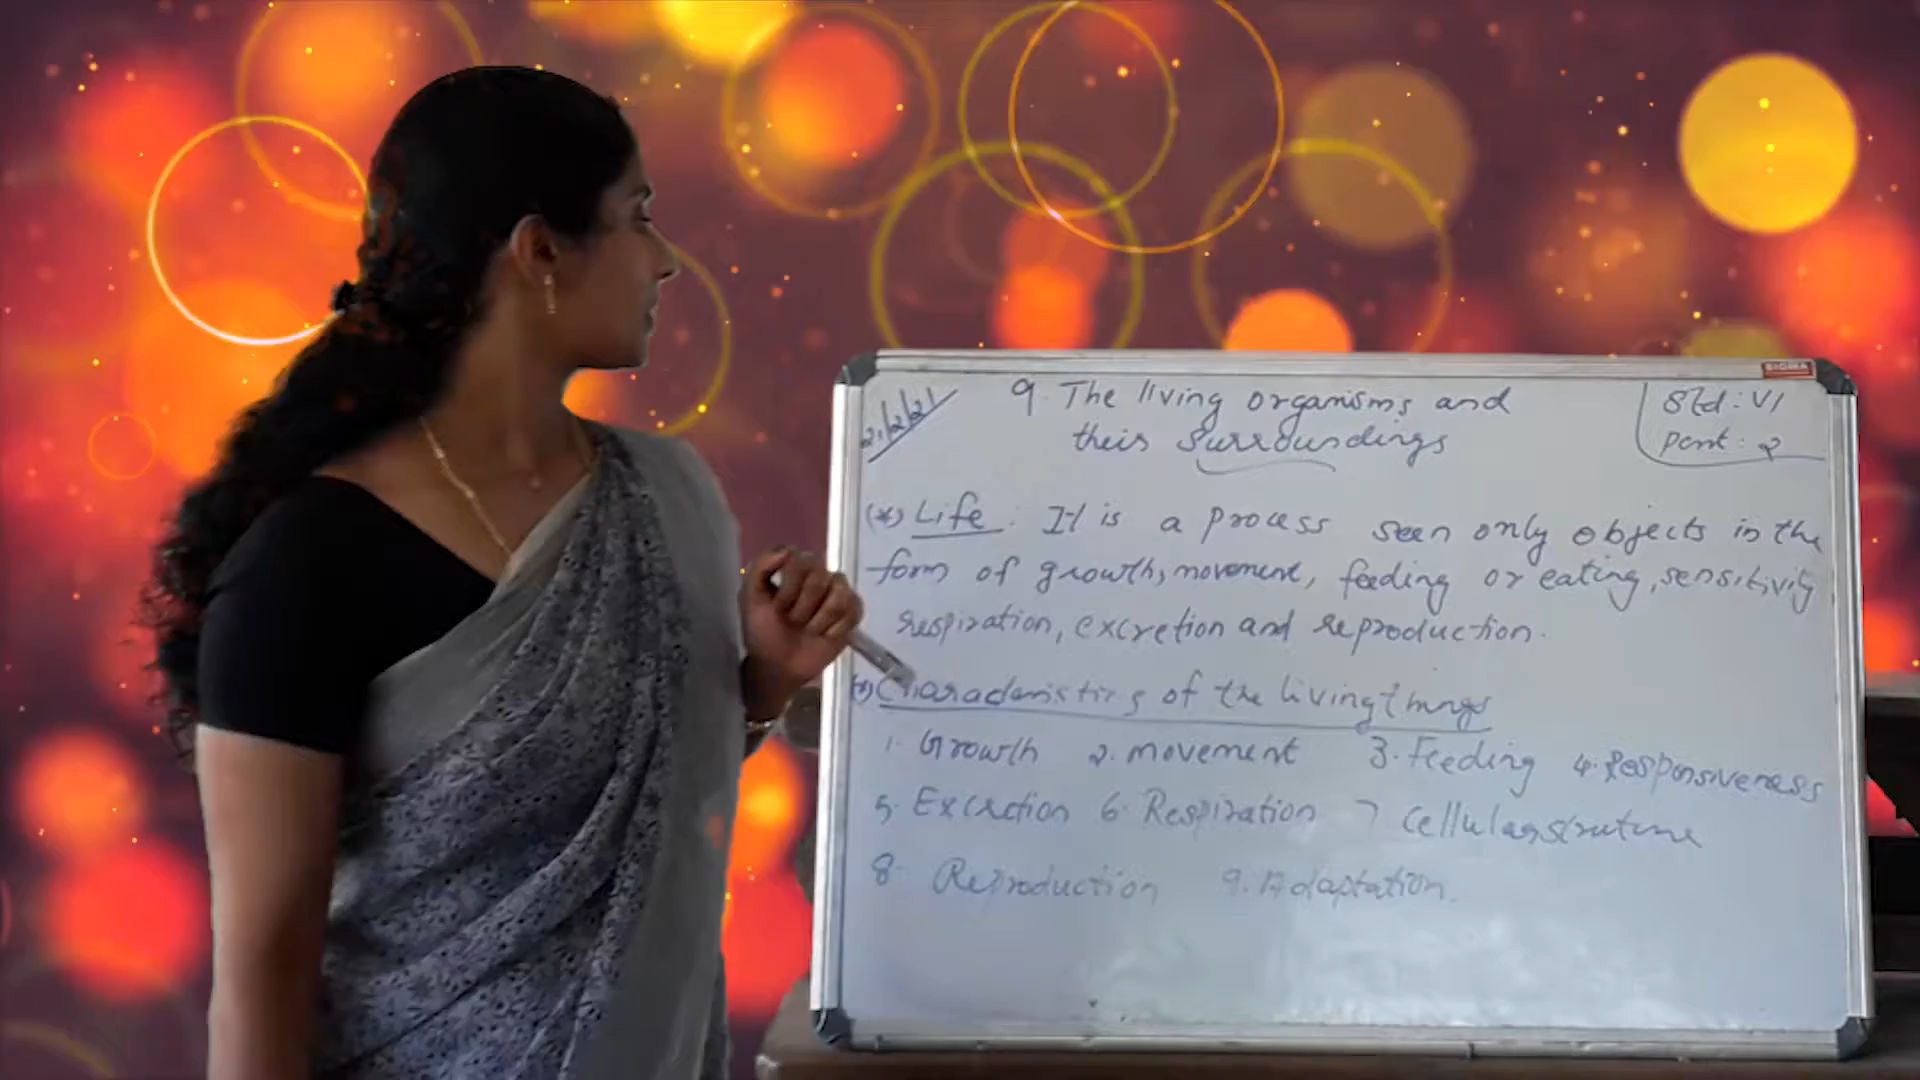 SIGMA
9. The living organisms and
their Surroundings
Std: VI
part: 2
(*) Life : It is a process seen only objects in the
form of growth, movement, feeding or eating, sensitivity,
respiration, excretion and reproduction.
Characteristics of the living things
1. Growth 2. movement 3. Feeding 4. Responsiveness
5. Excretion 6. Respiration 7 Cellular structure
8. Reproduction 9. Adaptation.